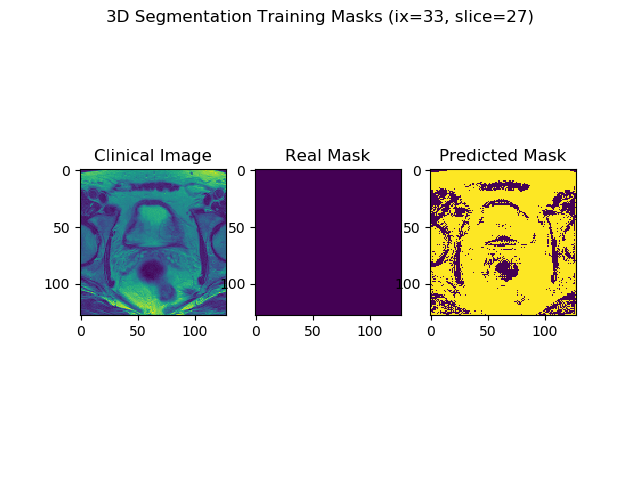 3D Segmentation Training Masks (ix=33, slice=27)
Clinical Image Real Mask Predicted Mask
0 0 0
50 50 50
100 100 100
0 50 100 0 50 100 0 50 100